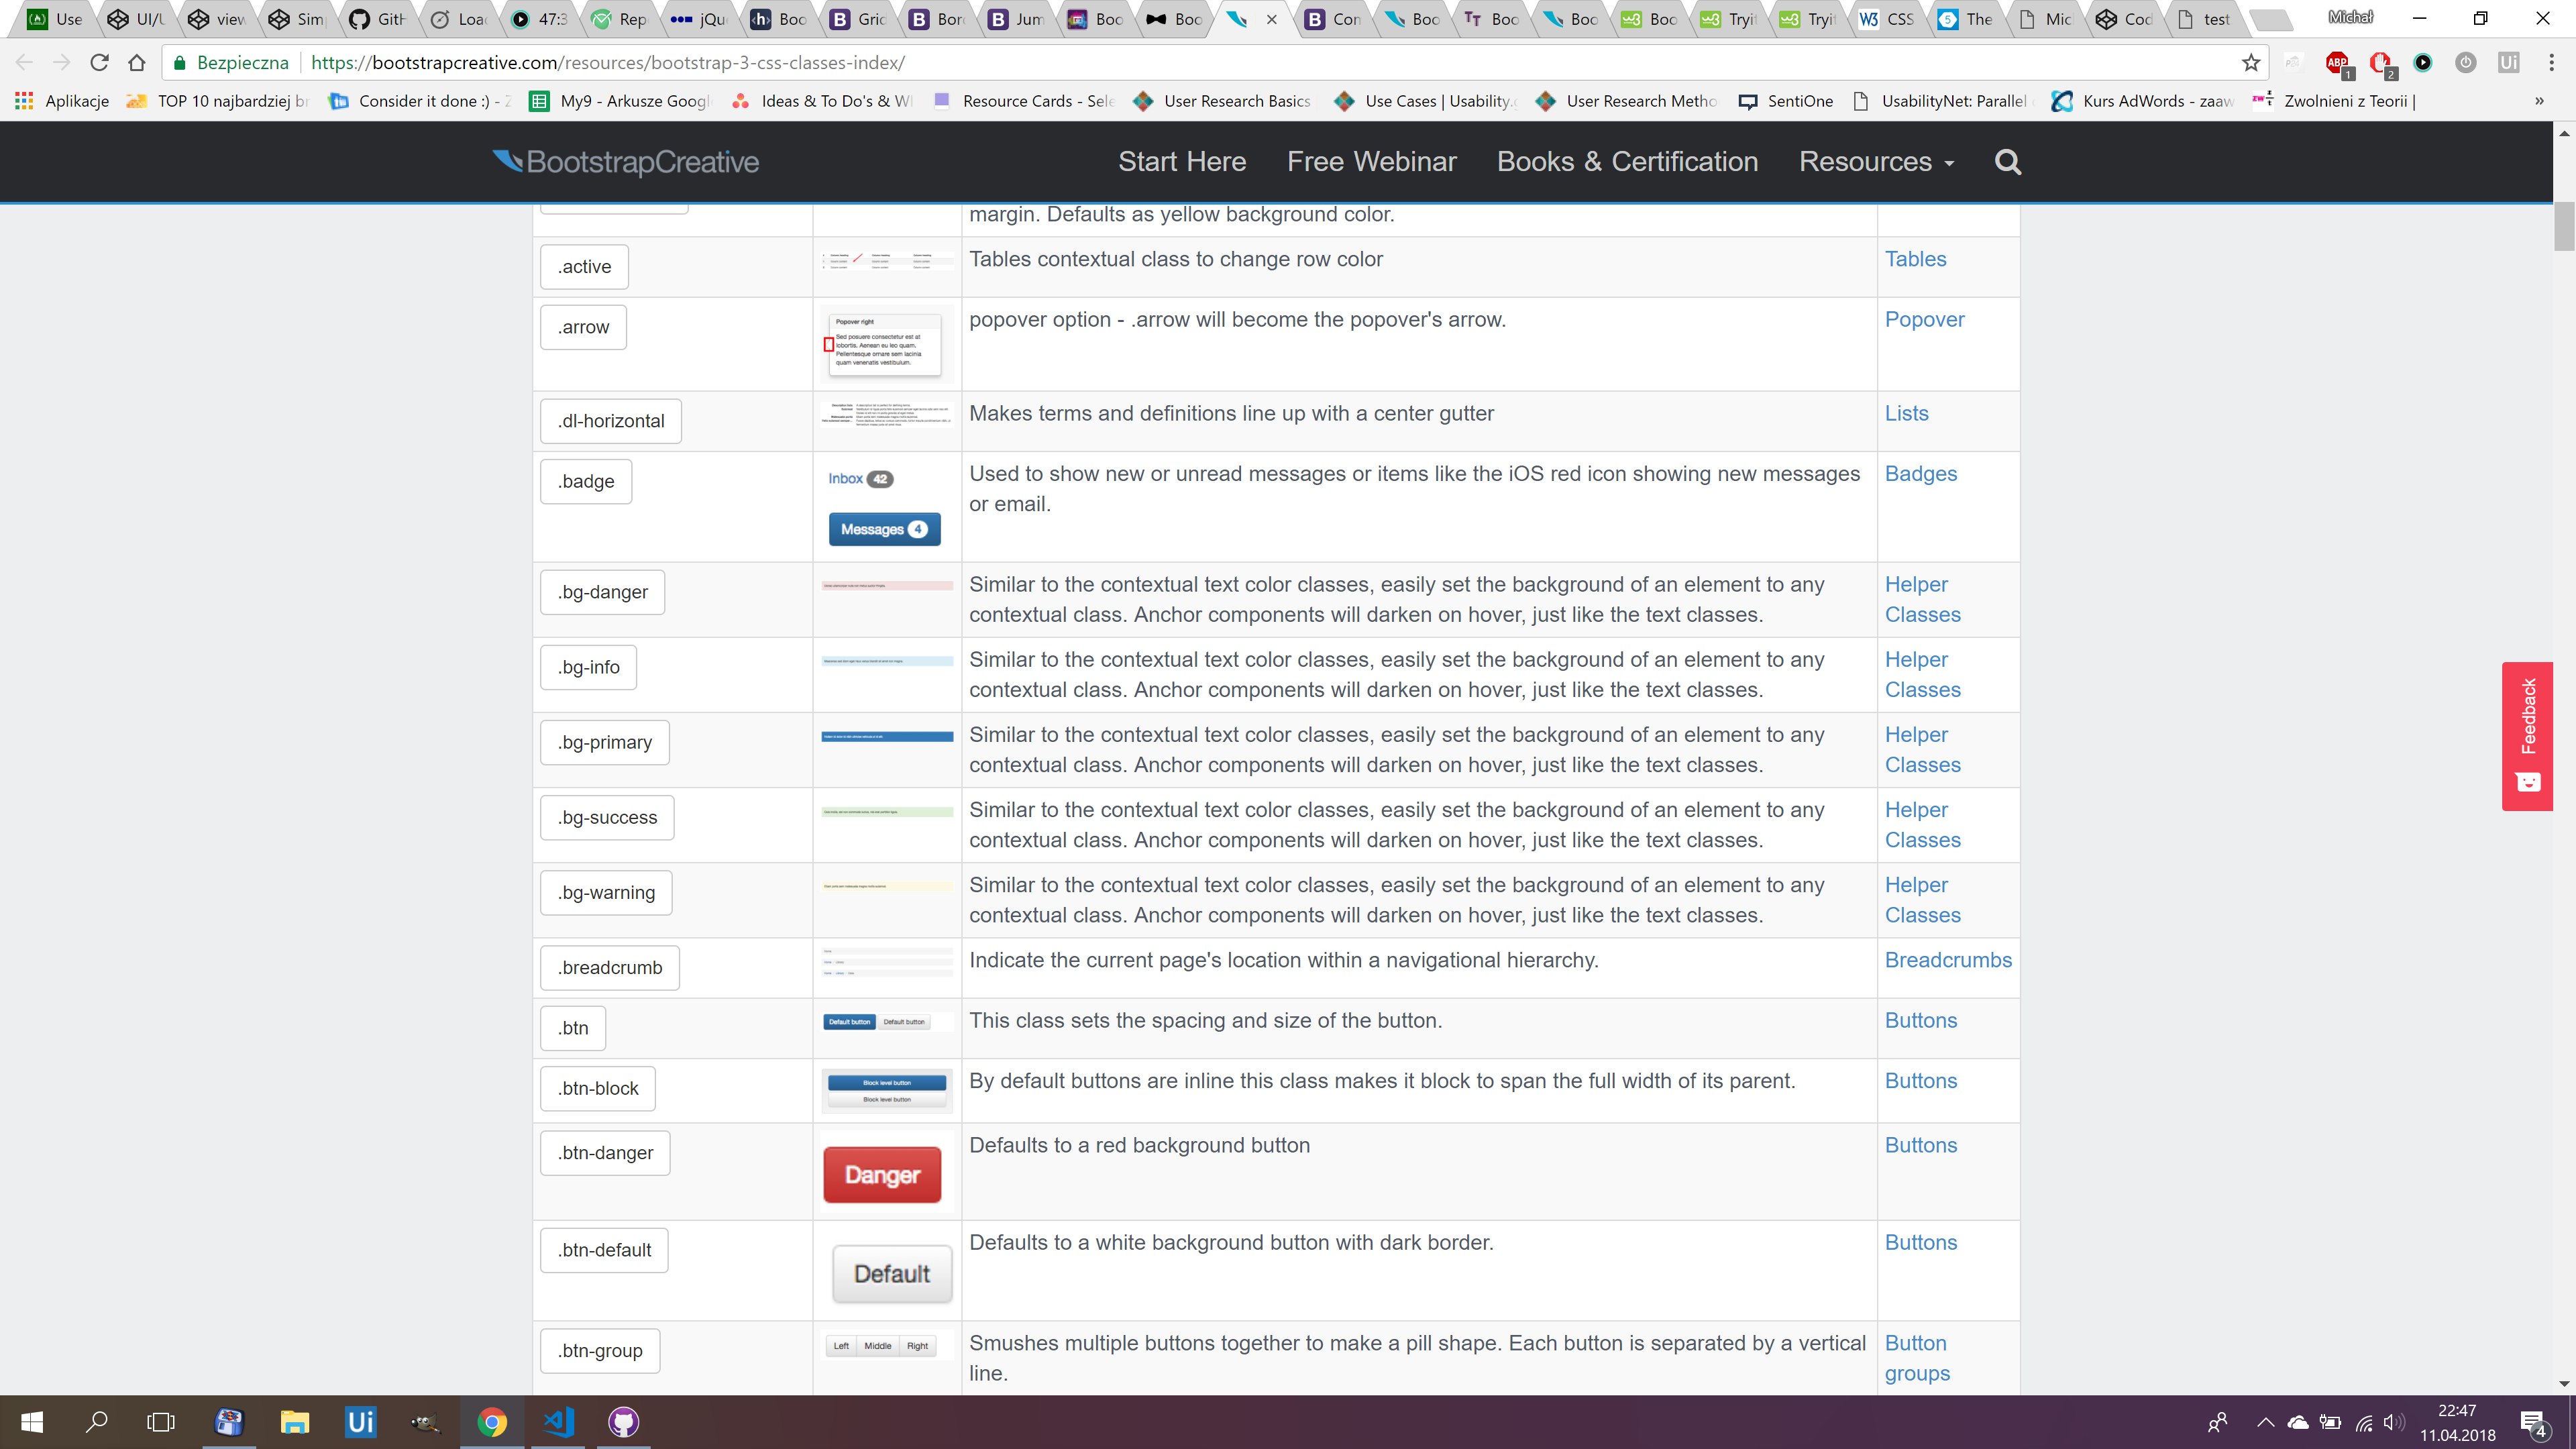 Use
UI/U
view
Sim
GitH
Loa
47:3
Rep
jQu
Boo
Grid
Bor
Jum
Boo
Boo
Con
Boo
Boo
Boo
Boo
Tryi
Tryi
CSS
The
Mic
Cod
test
Michał
Bezpieczna
https://bootstrapcreative.com/resources/bootstrap-3-css-classes-index/
Aplikacje
TOP 10 najbardziej br
Consider it done :) - Z
My9 - Arkusze Googl
Ideas & To Do's & W
Resource Cards - Sele
User Research Basics
Use Cases | Usability.g
User Research Metho
SentiOne
UsabilityNet: Parallel
Kurs AdWords - zaaw
Zwolnieni z Teorii |
BootstrapCreative
Start Here
Free Webinar
Books & Certification
Resources
margin. Defaults as yellow background color.
.active
Tables contextual class to change row color
Tables
.arrow
Popover right
Sed posuere consectetur est at
lobortis. Aenean eu leo quam.
Pellentesque ornare sem lacinia
quam venenatis vestibulum.
popover option - .arrow will become the popover's arrow.
Popover
.dl-horizontal
Makes terms and definitions line up with a center gutter
Lists
.badge
Inbox 42
Messages 4
Used to show new or unread messages or items like the iOS red icon showing new messages
or email.
Badges
.bg-danger
Similar to the contextual text color classes, easily set the background of an element to any
contextual class. Anchor components will darken on hover, just like the text classes.
Helper
Classes
.bg-info
Similar to the contextual text color classes, easily set the background of an element to any
contextual class. Anchor components will darken on hover, just like the text classes.
Helper
Classes
.bg-primary
Similar to the contextual text color classes, easily set the background of an element to any
contextual class. Anchor components will darken on hover, just like the text classes.
Helper
Classes
.bg-success
Similar to the contextual text color classes, easily set the background of an element to any
contextual class. Anchor components will darken on hover, just like the text classes.
Helper
Classes
.bg-warning
Similar to the contextual text color classes, easily set the background of an element to any
contextual class. Anchor components will darken on hover, just like the text classes.
Helper
Classes
.breadcrumb
Indicate the current page's location within a navigational hierarchy.
Breadcrumbs
.btn
Default button Default button
This class sets the spacing and size of the button.
Buttons
.btn-block
Block level button
Block level button
By default buttons are inline this class makes it block to span the full width of its parent.
Buttons
.btn-danger
Danger
Defaults to a red background button
Buttons
.btn-default
Default
Defaults to a white background button with dark border.
Buttons
.btn-group
Left Middle Right
Smushes multiple buttons together to make a pill shape. Each button is separated by a vertical
line.
Button
groups
Feedback
22:47
11.04.2018
4